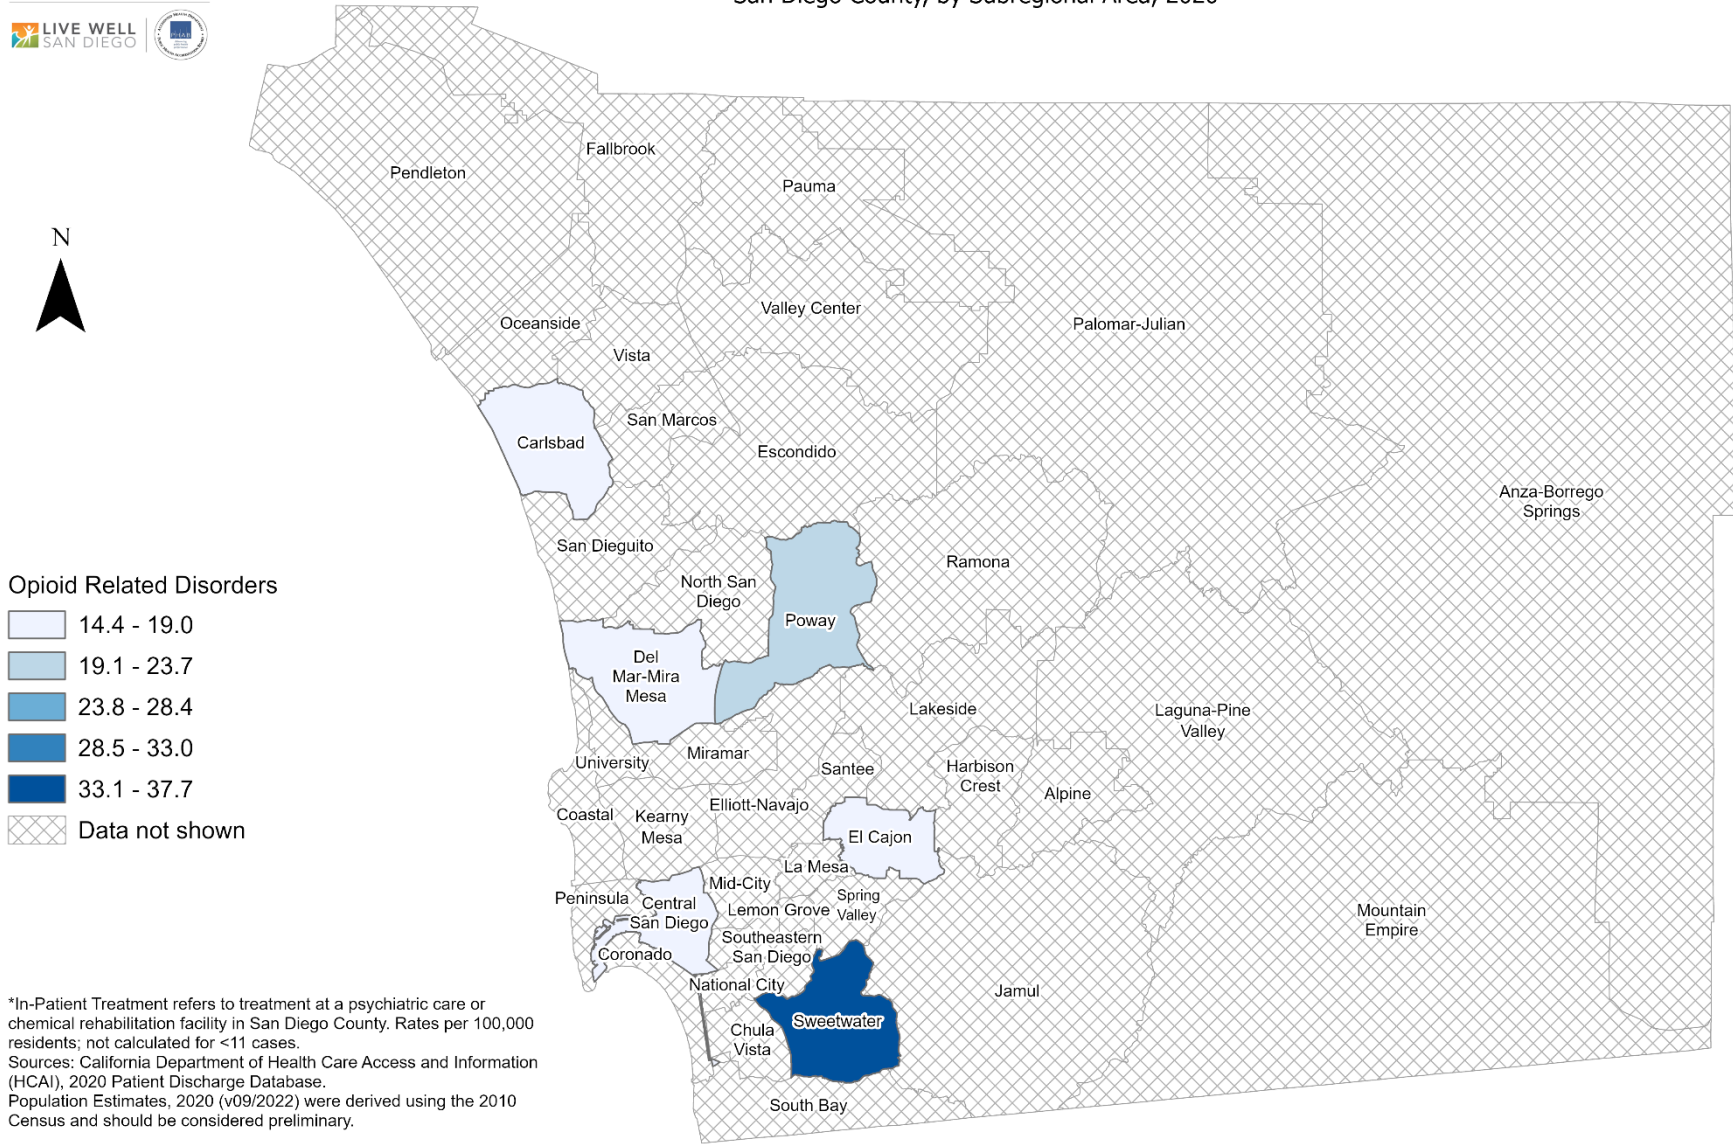 San Diego County, by Subregional Area, 2020
LIVE WELL
SAN DIEGO
PHAB
N
Fallbrook
Pendleton
Pauma
Valley Center
Oceanside
Palomar-Julian
Vista
San Marcos
Carlsbad
Escondido
Anza-Borrego
Springs
San Dieguito
Ramona
North San
Diego
Poway
Del
Mar-Mira
Mesa
Lakeside
Laguna-Pine
Valley
Miramar
University
Santee
Harbison
Crest
Alpine
Elliott-Navajo
Coastal
Kearny
Mesa
El Cajon
La Mesa
Mid-City
Peninsula
Central
San Diego
Lemon Grove
Spring
Valley
Mountain
Empire
Southeastern
San Diego
Coronado
National City
Jamul
Sweetwater
Chula
Vista
South Bay
Opioid Related Disorders
14.4 - 19.0
19.1 - 23.7
23.8 - 28.4
28.5 - 33.0
33.1 - 37.7
Data not shown
*In-Patient Treatment refers to treatment at a psychiatric care or
chemical rehabilitation facility in San Diego County. Rates per 100,000
residents; not calculated for <11 cases.
Sources: California Department of Health Care Access and Information
(HCAI), 2020 Patient Discharge Database.
Population Estimates, 2020 (v09/2022) were derived using the 2010
Census and should be considered preliminary.